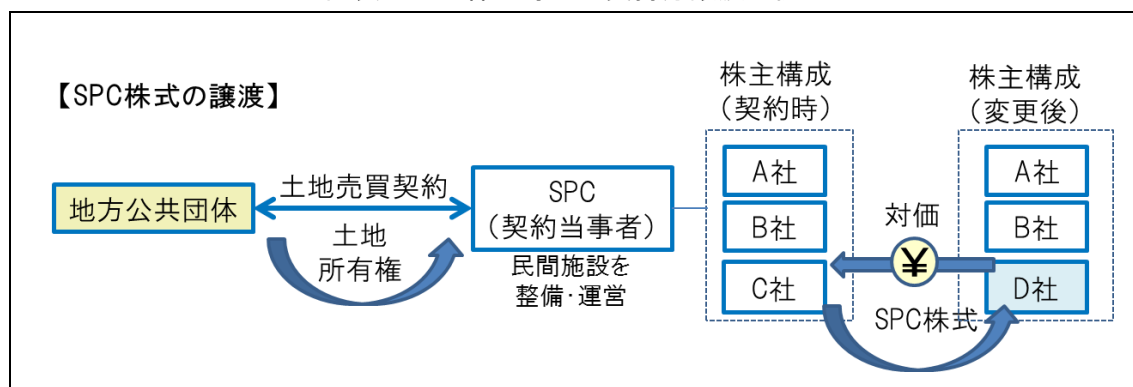 【SPC株式の譲渡】
地方公共団体
土地売買契約
土地
所有権
SPC
（契約当事者）
民間施設を
整備･運営
株主構成
（契約時）
A社
B社
C社
対価
¥
SPC株式
株主構成
（変更後）
A社
B社
D社